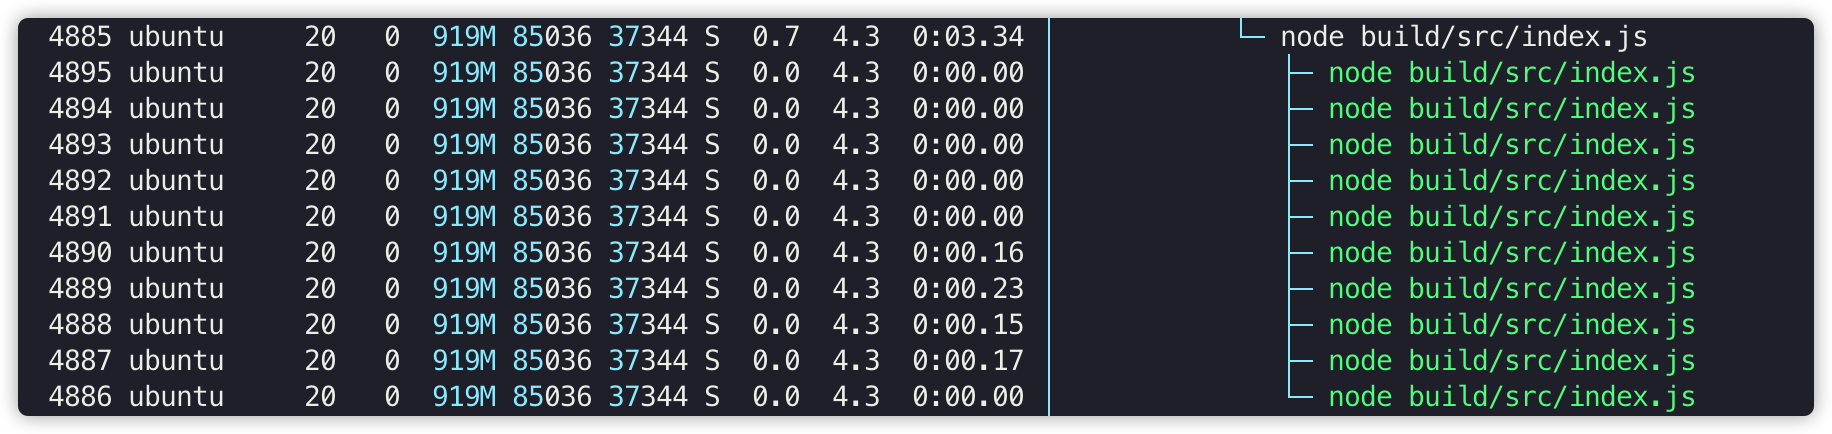 4885 ubuntu 20 0 919M 85036 37344 S 0.7 4.3 0:03.34 node build/src/index.js
4895 ubuntu 20 0 919M 85036 37344 S 0.0 4.3 0:00.00 node build/src/index.js
4894 ubuntu 20 0 919M 85036 37344 S 0.0 4.3 0:00.00 node build/src/index.js
4893 ubuntu 20 0 919M 85036 37344 S 0.0 4.3 0:00.00 node build/src/index.js
4892 ubuntu 20 0 919M 85036 37344 S 0.0 4.3 0:00.00 node build/src/index.js
4891 ubuntu 20 0 919M 85036 37344 S 0.0 4.3 0:00.00 node build/src/index.js
4890 ubuntu 20 0 919M 85036 37344 S 0.0 4.3 0:00.16 node build/src/index.js
4889 ubuntu 20 0 919M 85036 37344 S 0.0 4.3 0:00.23 node build/src/index.js
4888 ubuntu 20 0 919M 85036 37344 S 0.0 4.3 0:00.15 node build/src/index.js
4887 ubuntu 20 0 919M 85036 37344 S 0.0 4.3 0:00.17 node build/src/index.js
4886 ubuntu 20 0 919M 85036 37344 S 0.0 4.3 0:00.00 node build/src/index.js